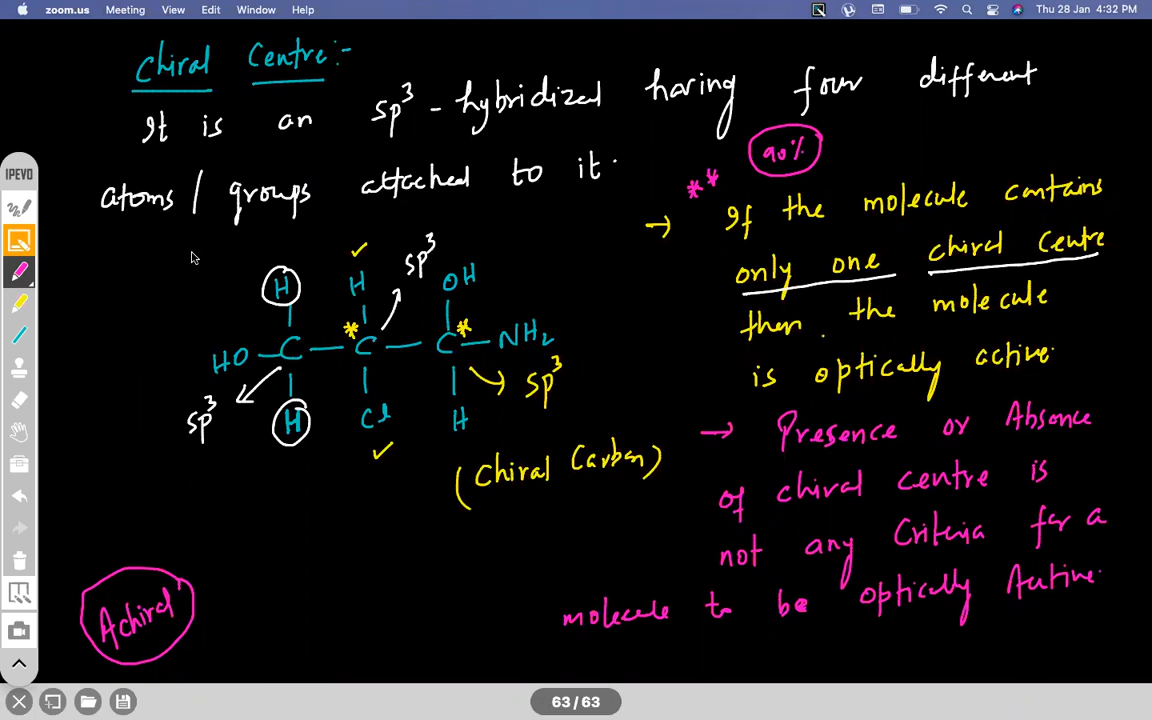 zoom.us Meeting View Edit Window Help Thu 28 Jan 4:32 PM
Chiral Centre :-
It is an sp³-hybridized having four different
atoms / groups attached to it.
90%
**
→ If the molecule contains
only one chiral centre
then the molecule
is optically active.
IPEVO
H H sp³ OH
* *
HO — C — C — C — NH₂
sp³ sp³
H Cl H
(Chiral Carbon)
→ Presence or Absence
of chiral centre is
not any Criteria for a
molecule to be optically Active.
Achiral
63/63